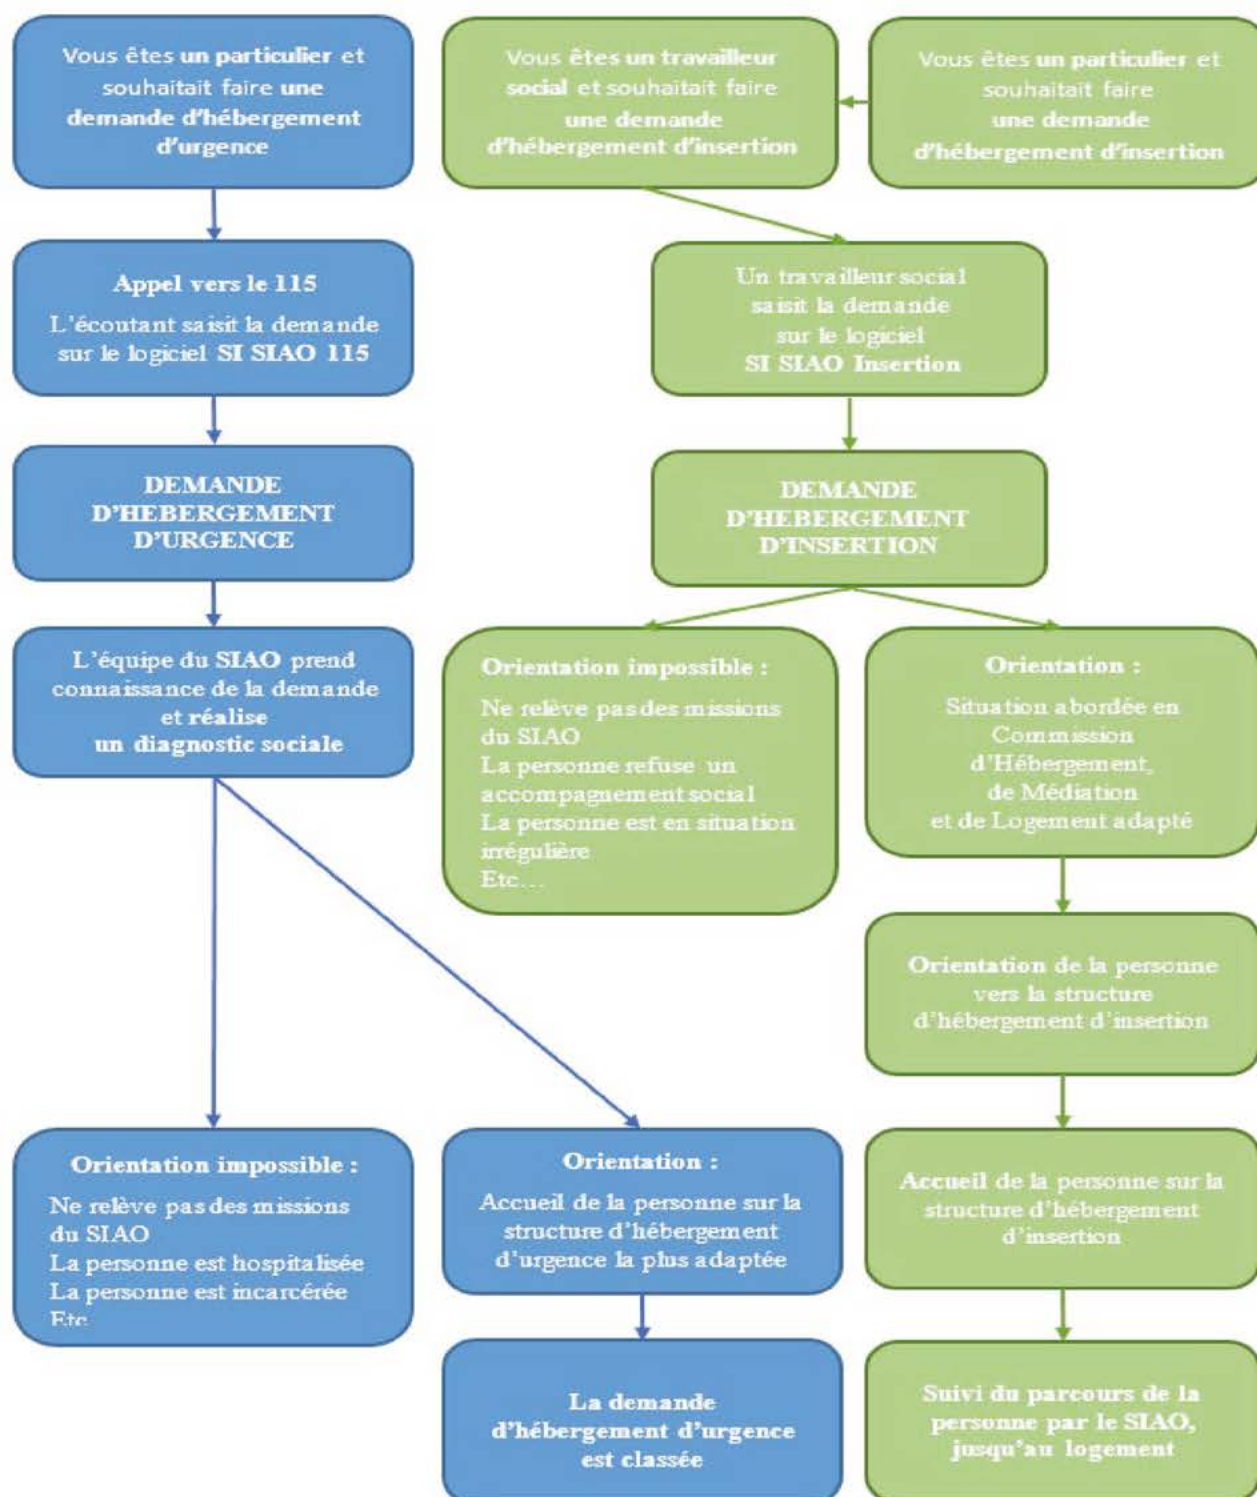 Vous êtes un particulier et
souhaitait faire une
demande d'hébergement
d'urgence
Vous êtes un travailleur
social et souhaitait faire
une demande
d'hébergement d'insertion
Vous êtes un particulier et
souhaitait faire
une demande
d'hébergement d'insertion
Appel vers le 115
L'écoutant saisit la demande
sur le logiciel SI SIAO 115
Un travailleur social
saisit la demande
sur le logiciel
SI SIAO Insertion
DEMANDE
D'HEBERGEMENT
D'URGENCE
DEMANDE
D'HEBERGEMENT
D'INSERTION
L'équipe du SIAO prend
connaissance de la demande
et réalise
un diagnostic sociale
Orientation impossible :
Ne relève pas des missions
du SIAO
La personne refuse un
accompagnement social
La personne est en situation
irrégulière
Etc…
Orientation :
Situation abordée en
Commission
d'Hébergement,
de Médiation
et de Logement adapté
Orientation de la personne
vers la structure
d'hébergement d'insertion
Orientation impossible :
Ne relève pas des missions
du SIAO
La personne est hospitalisée
La personne est incarcérée
Etc
Orientation :
Accueil de la personne sur la
structure d'hébergement
d'urgence la plus adaptée
Accueil de la personne sur la
structure d'hébergement
d'insertion
La demande
d'hébergement d'urgence
est classée
Suivi du parcours de la
personne par le SIAO,
jusqu'au logement